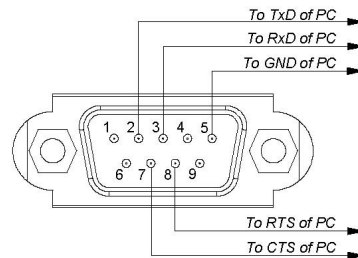 To TxD of PC
To RxD of PC
To GND of PC
1 2 3 4 5
6 7 8 9
To RTS of PC
To CTS of PC